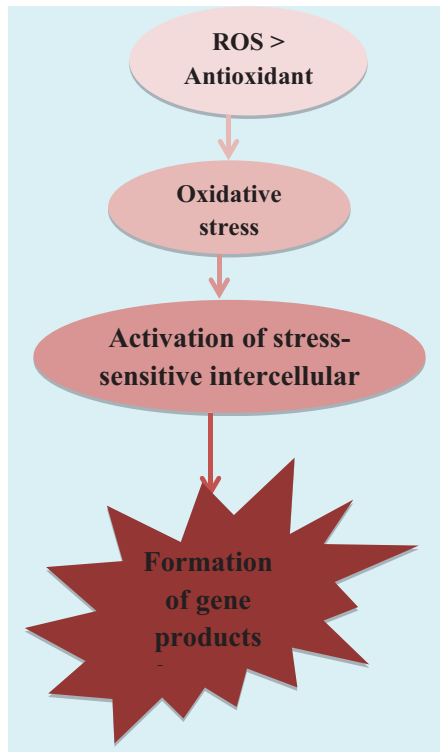 ROS >
Antioxidant
Oxidative
stress
Activation of stress-
sensitive intercellular
Formation
of gene
products